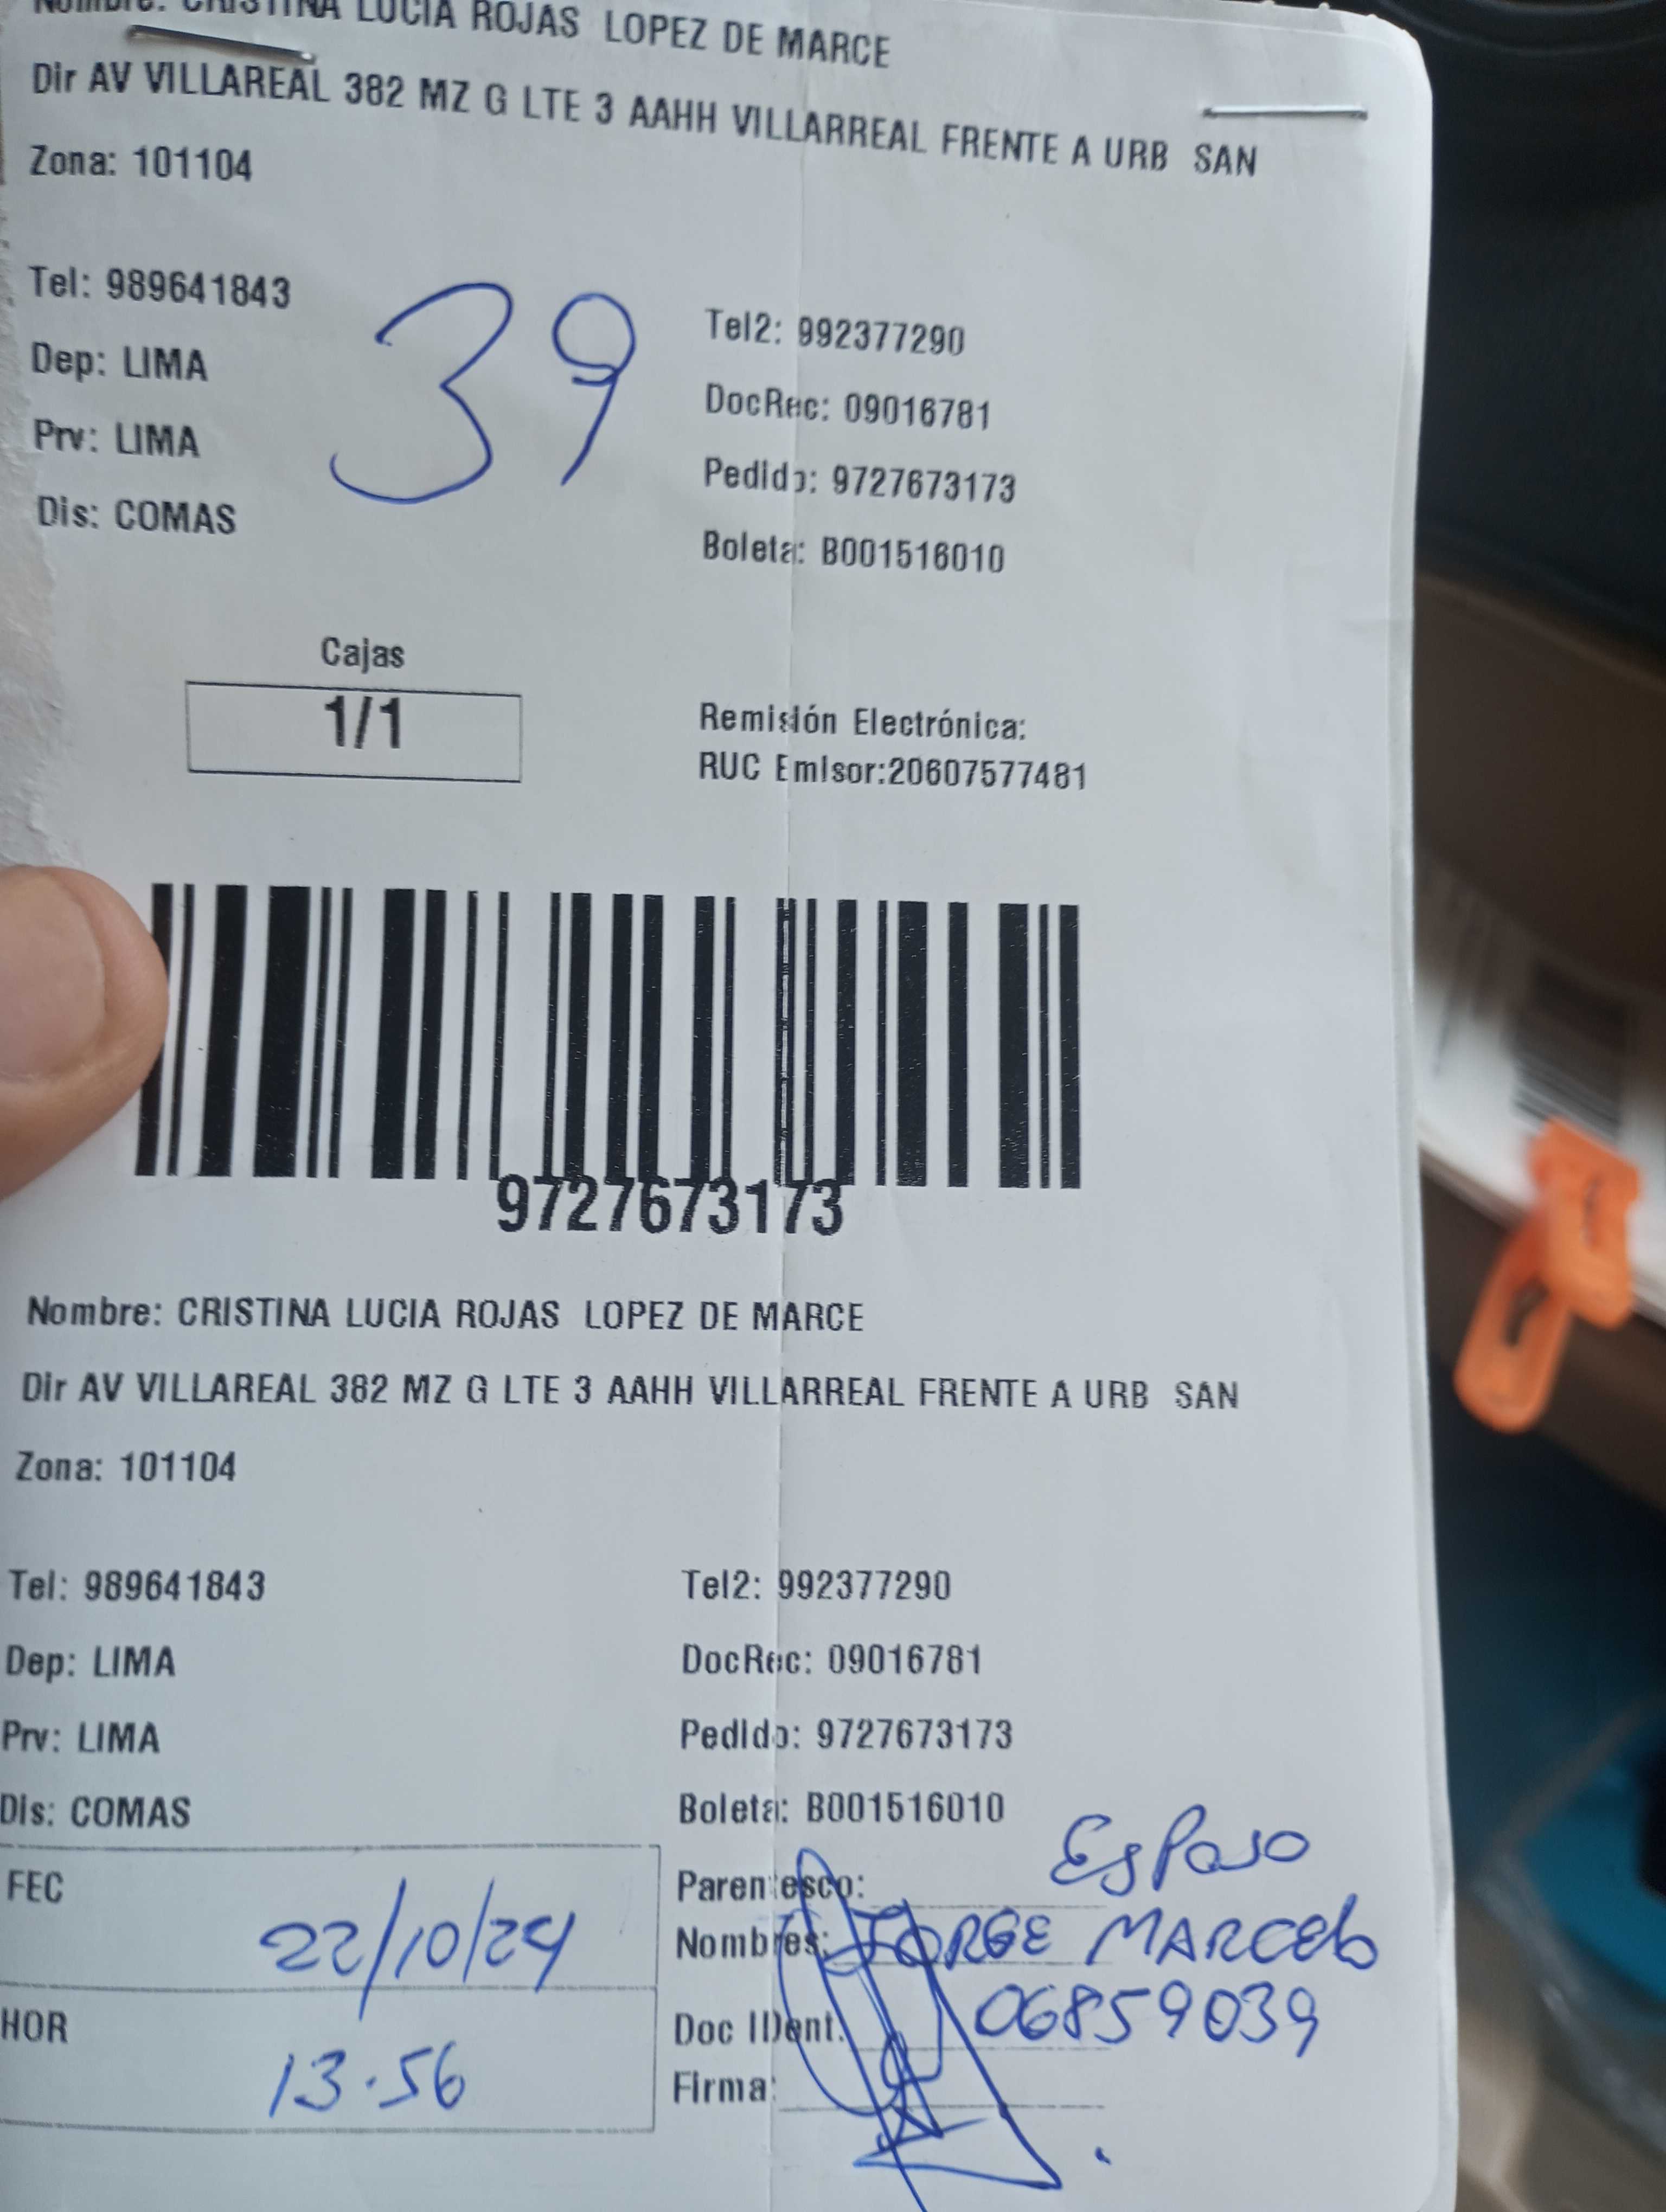 Nombre: CRISTINA LUCIA ROJAS LOPEZ DE MARCE
Dir AV VILLAREAL 382 MZ G LTE 3 AAHH VILLARREAL FRENTE A URB SAN
Zona: 101104
39
Tel: 989641843
Tel2: 992377290
Dep: LIMA
DocRec: 09016781
Prv: LIMA
Pedido: 9727673173
Dis: COMAS
Boleta: B001516010
Cajas
1/1
Remisión Electrónica:
RUC Emisor:20607577481
9727673173
Nombre: CRISTINA LUCIA ROJAS LOPEZ DE MARCE
Dir AV VILLAREAL 382 MZ G LTE 3 AAHH VILLARREAL FRENTE A URB SAN
Zona: 101104
Tel: 989641843
Tel2: 992377290
Dep: LIMA
DocRec: 09016781
Prv: LIMA
Pedido: 9727673173
Dis: COMAS
Boleta: B001516010
FEC 22/10/24
Parentesco: Esposo
Nombres: JORGE MARCELO
HOR 13.56
Doc IDent. 06859039
Firma: